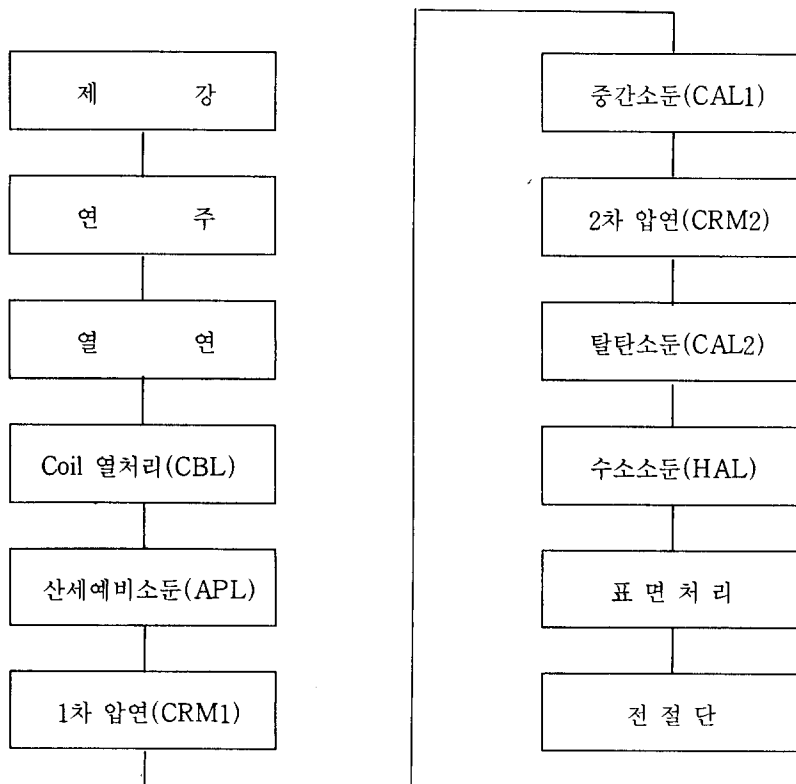 제 강
연 주
열 연
Coil 열처리(CBL)
산세예비소둔(APL)
1차 압연(CRM1)
중간소둔(CAL1)
2차 압연(CRM2)
탈탄소둔(CAL2)
수소소둔(HAL)
표 면 처 리
전 절 단